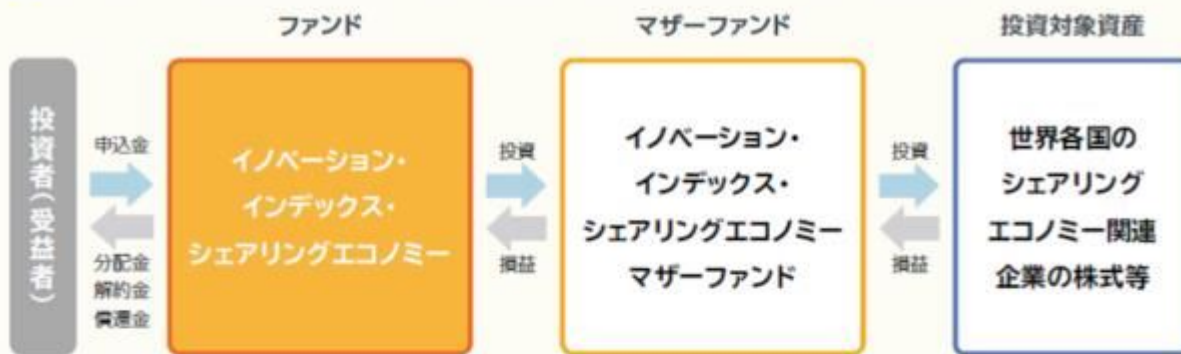 ファンド
マザーファンド
投資対象資産
投資者(受益者)
申込金
分配金
解約金
償還金
イノベーション・
インデックス・
シェアリングエコノミー
投資
損益
イノベーション・
インデックス・
シェアリングエコノミー
マザーファンド
投資
損益
世界各国の
シェアリング
エコノミー関連
企業の株式等